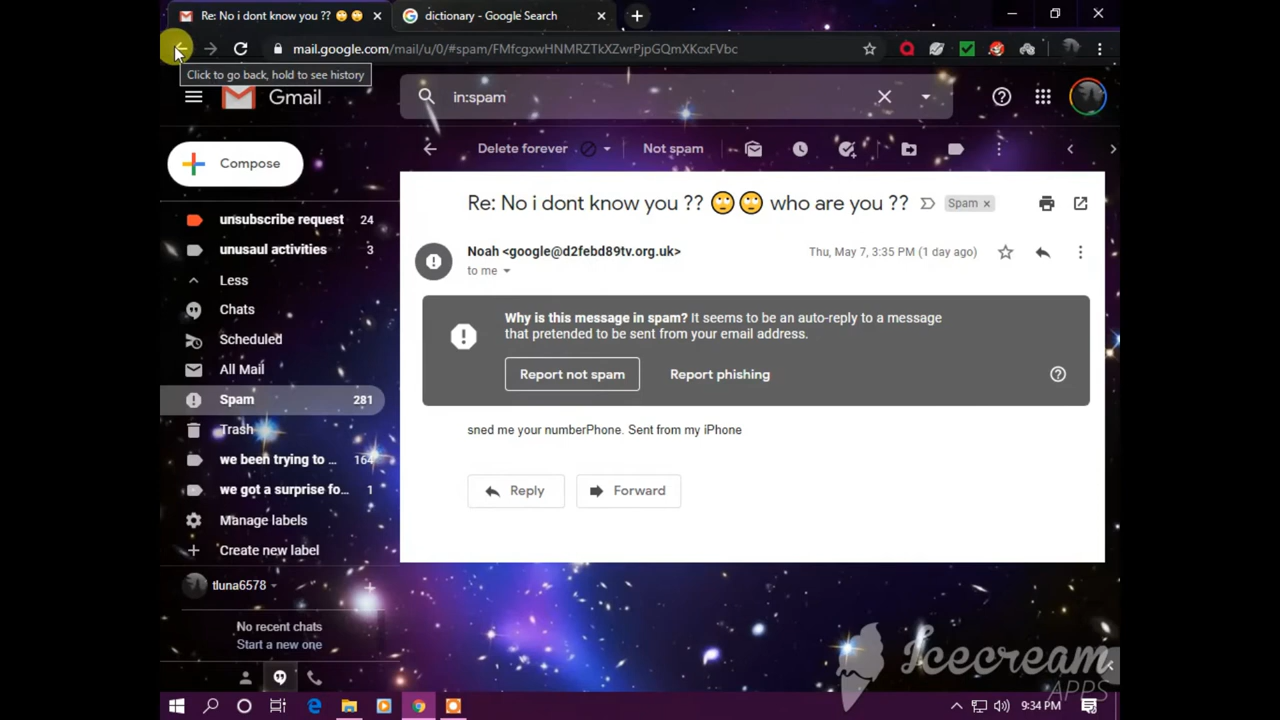 Re: No i dont know you ?? 🙄 🙄
dictionary - Google Search
mail.google.com/mail/u/0/#spam/FMfcgxwHNMRZTkXZwrPjpGQmXKcxFVbc
Click to go back, hold to see history
Gmail
in:spam
Compose
Delete forever
Not spam
unsubscribe request 24
unusaul activities 3
Less
Chats
Scheduled
All Mail
Spam 281
Trash
we been trying to ... 164
we got a surprise fo... 1
Manage labels
Create new label
tluna6578
No recent chats
Start a new one
Re: No i dont know you ?? 🙄🙄 who are you ??
Spam x
Noah <google@d2febd89tv.org.uk>
Thu, May 7, 3:35 PM (1 day ago)
to me
Why is this message in spam? It seems to be an auto-reply to a message
that pretended to be sent from your email address.
Report not spam
Report phishing
sned me your numberPhone. Sent from my iPhone
Reply
Forward
Icecream
APPS
9:34 PM